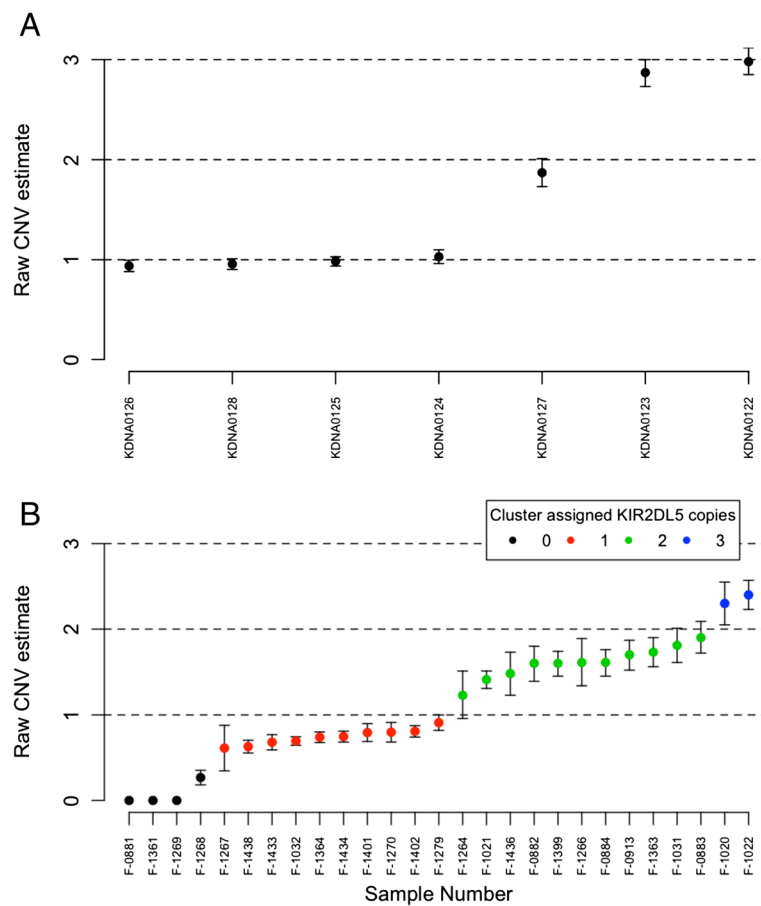 A
Raw CNV estimate
3
2
1
0
KDNA0126
KDNA0128
KDNA0125
KDNA0124
KDNA0127
KDNA0123
KDNA0122
B
Cluster assigned KIR2DL5 copies
0 1 2 3
Raw CNV estimate
3
2
1
0
F-0881
F-1361
F-1269
F-1268
F-1267
F-1438
F-1433
F-1032
F-1364
F-1434
F-1401
F-1270
F-1402
F-1279
F-1264
F-1021
F-1436
F-0882
F-1399
F-1266
F-0884
F-0913
F-1363
F-1031
F-0883
F-1020
F-1022
Sample Number